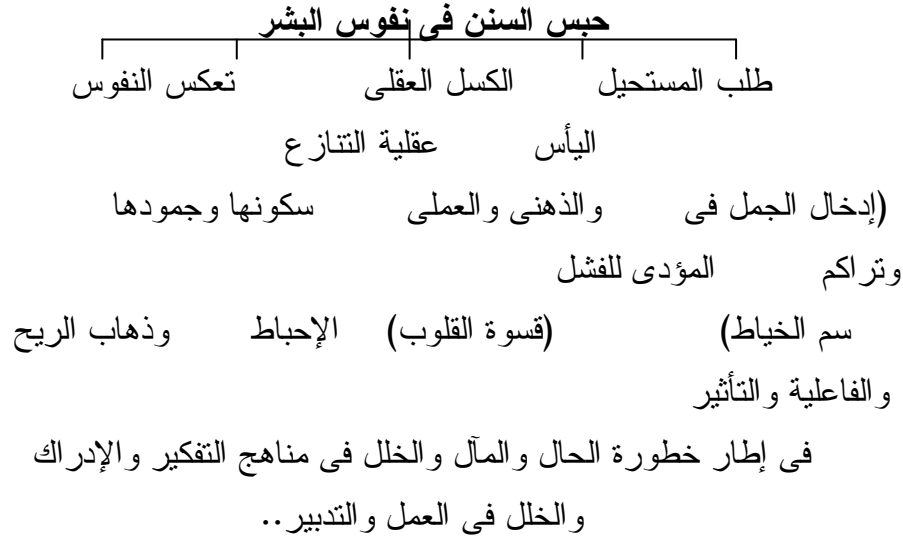 حبس السنن فى نفوس البشر
طلب المستحيل الكسل العقلى تعكس النفوس
اليأس عقلية التنازع
(إدخال الجمل فى والذهنى والعملى سكونها وجمودها
وتراكم المؤدى للفشل
سم الخياط) (قسوة القلوب) الإحباط وذهاب الريح
والفاعلية والتأثير
فى إطار خطورة الحال والمآل والخلل فى مناهج التفكير والإدراك
والخلل فى العمل والتدبير..